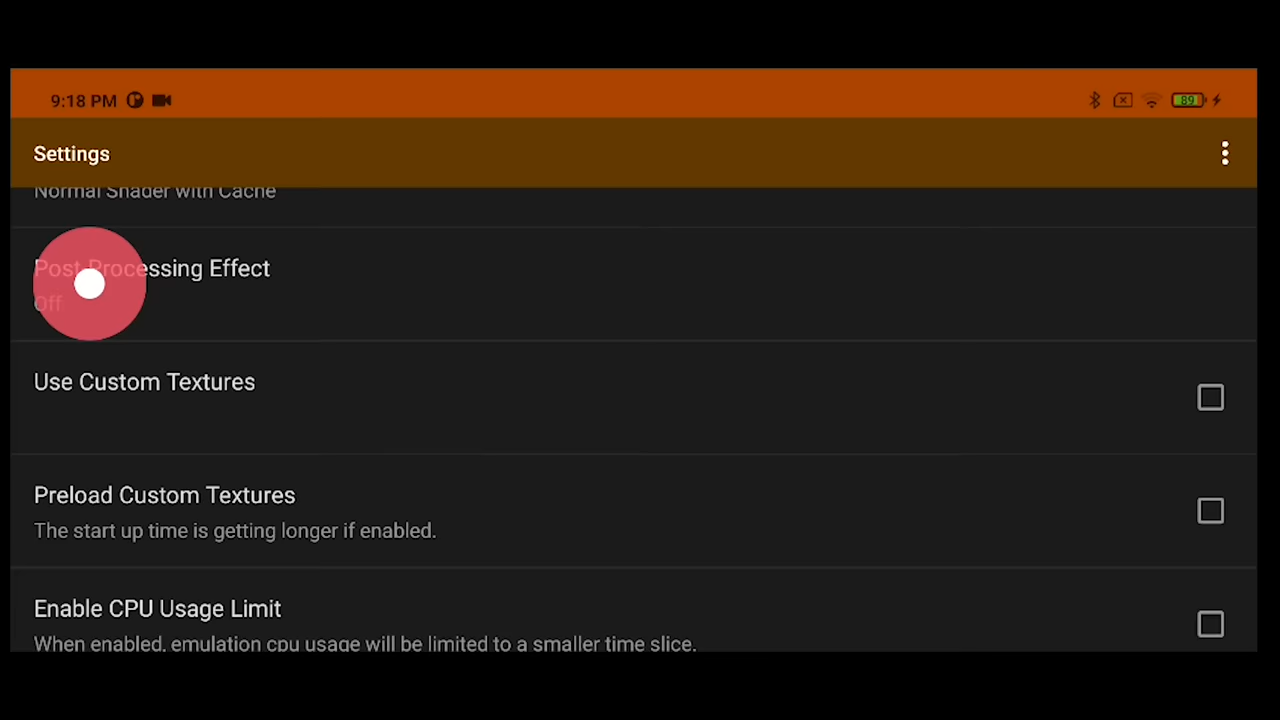 9:18 PM
89
Settings
Normal Shader with Cache
Post Processing Effect
Off
Use Custom Textures
Preload Custom Textures
The start up time is getting longer if enabled.
Enable CPU Usage Limit
When enabled, emulation cpu usage will be limited to a smaller time slice.